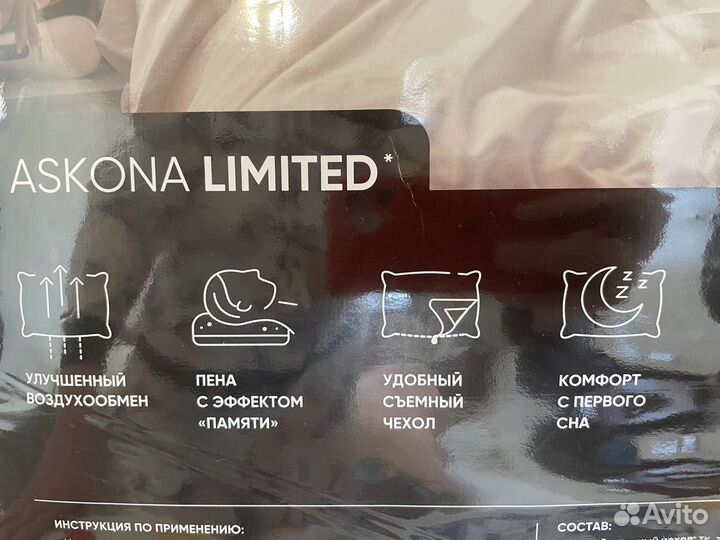 ASKONA LIMITED*
z z z
УЛУЧШЕННЫЙ
ВОЗДУХООБМЕН
ПЕНА
С ЭФФЕКТОМ
«ПАМЯТИ»
УДОБНЫЙ
СЪЕМНЫЙ
ЧЕХОЛ
КОМФОРТ
С ПЕРВОГО
СНА
ИНСТРУКЦИЯ ПО ПРИМЕНЕНИЮ:
СОСТАВ:
Avito